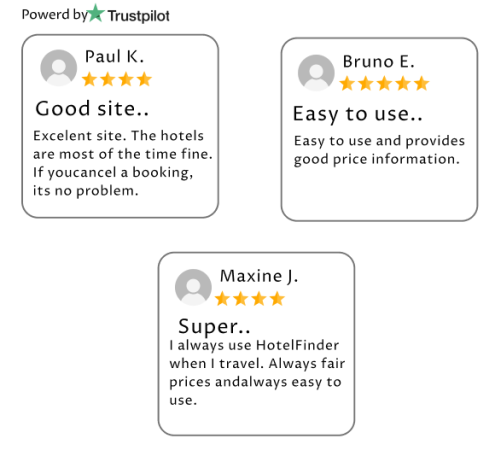 Powerd by Trustpilot
Paul K.
Good site..
Excelent site. The hotels
are most of the time fine.
If youcancel a booking,
its no problem.
Bruno E.
Easy to use..
Easy to use and provides
good price information.
Maxine J.
Super..
I always use HotelFinder
when I travel. Always fair
prices andalways easy to
use.